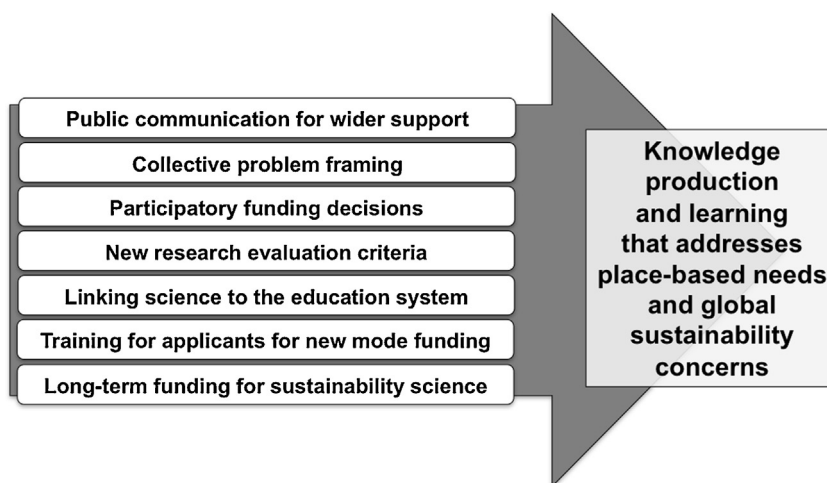 Public communication for wider support
Collective problem framing
Participatory funding decisions
New research evaluation criteria
Linking science to the education system
Training for applicants for new mode funding
Long-term funding for sustainability science
Knowledge
production
and learning
that addresses
place-based needs
and global
sustainability
concerns